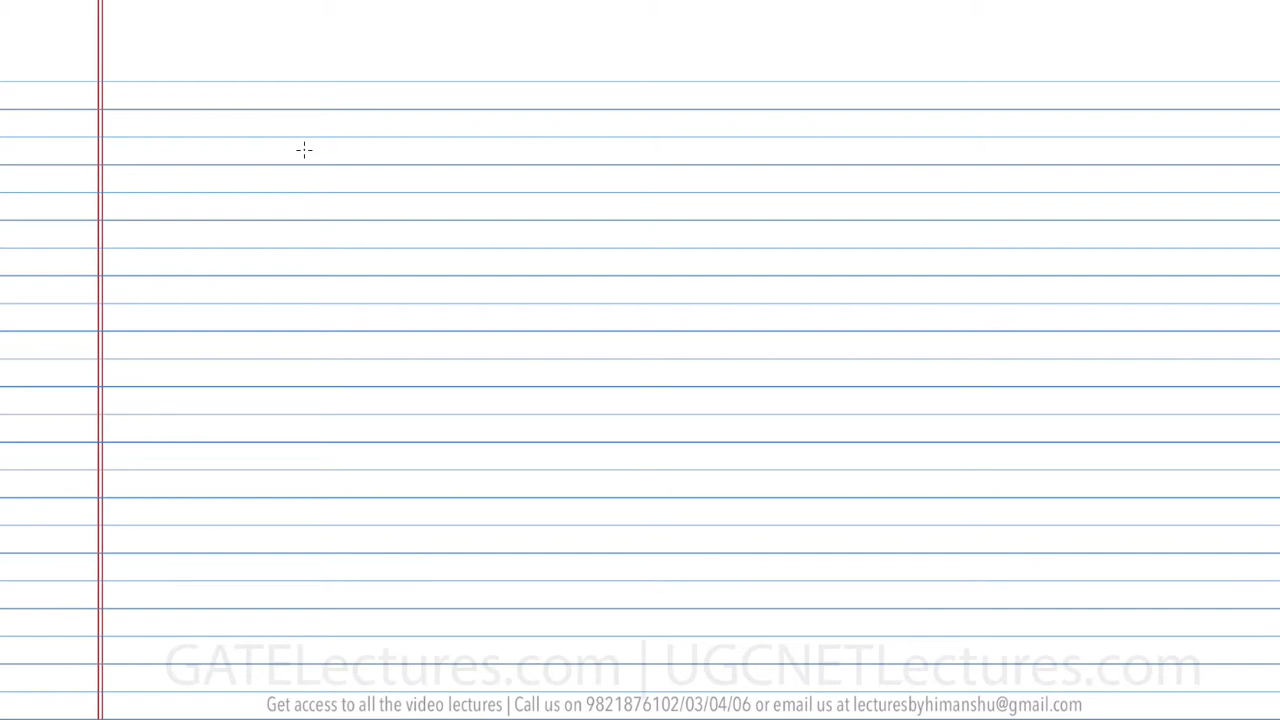 GATELectures.com | UGCNETLectures.com
Get access to all the video lectures | Call us on 9821876102/03/04/06 or email us at lecturesbyhimanshu@gmail.com